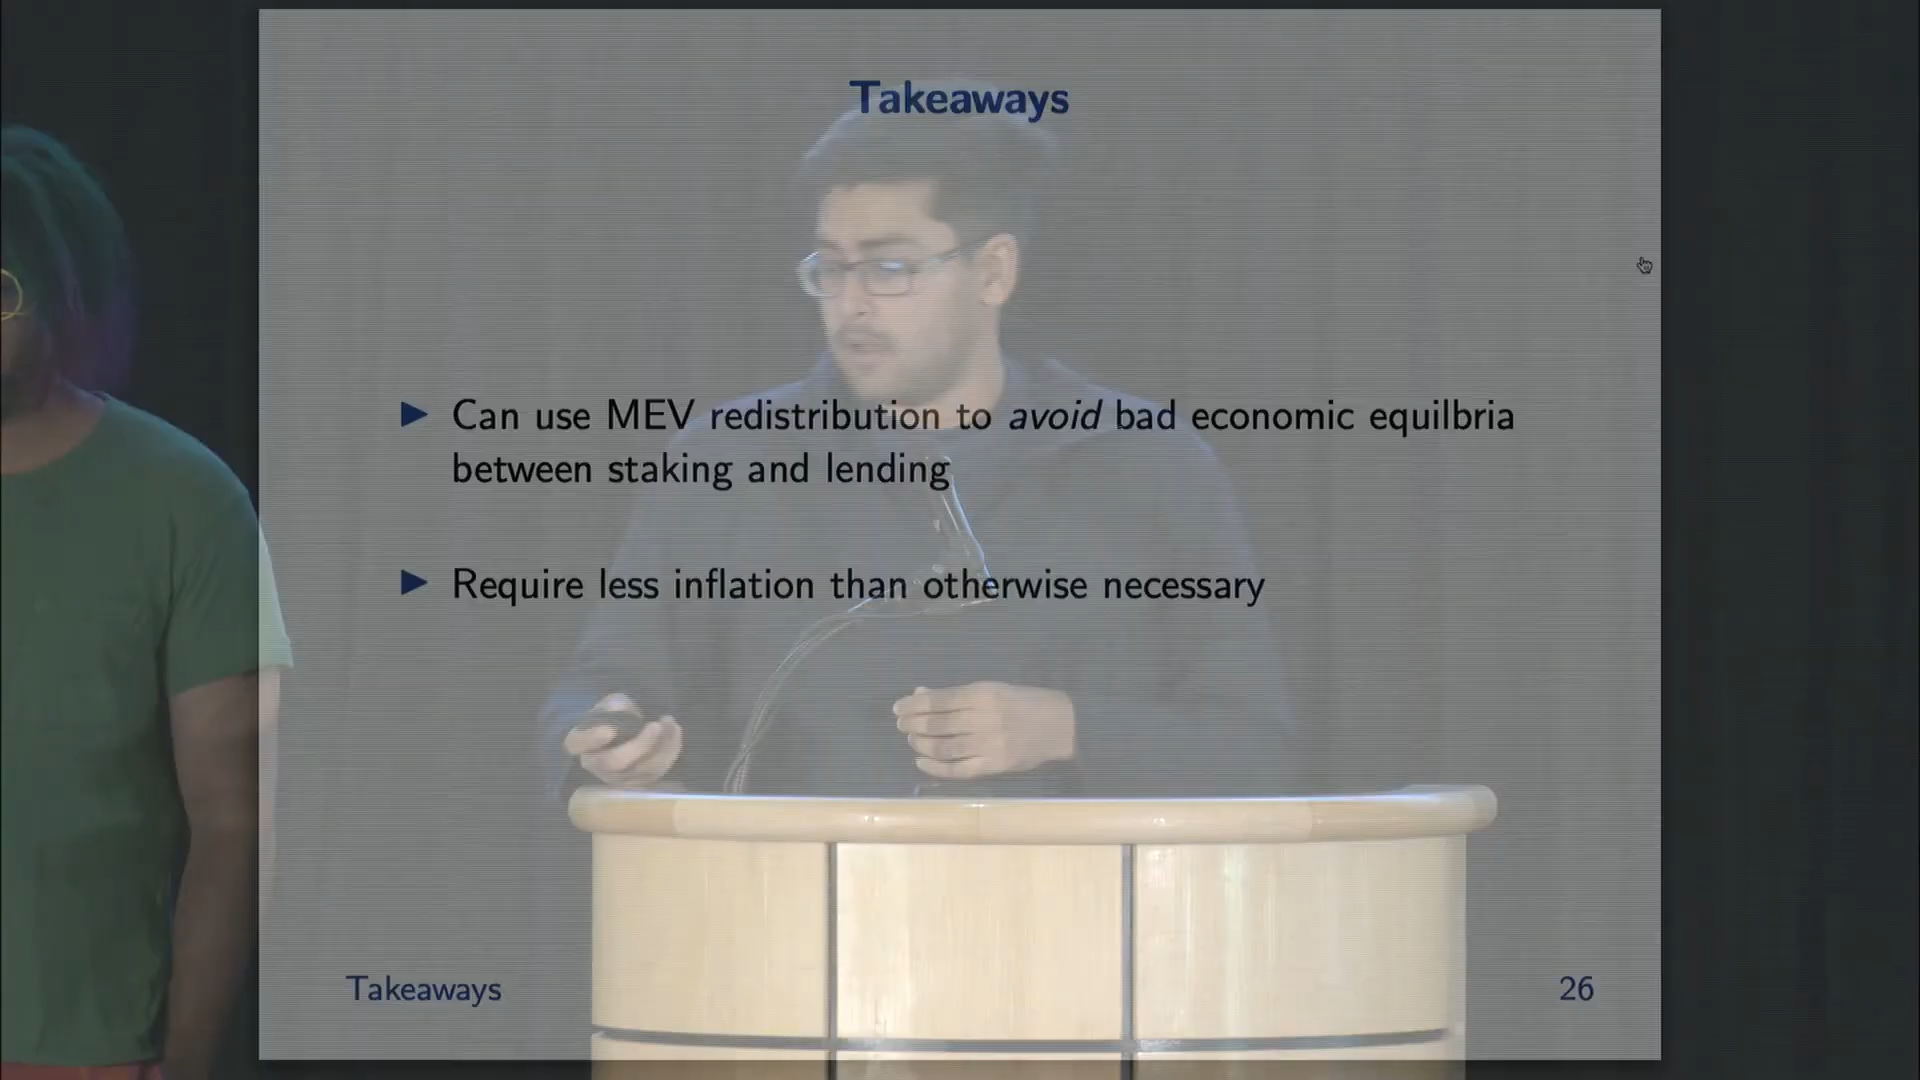 Takeaways
Can use MEV redistribution to avoid bad economic equilbria
between staking and lending
Require less inflation than otherwise necessary
Takeaways
26